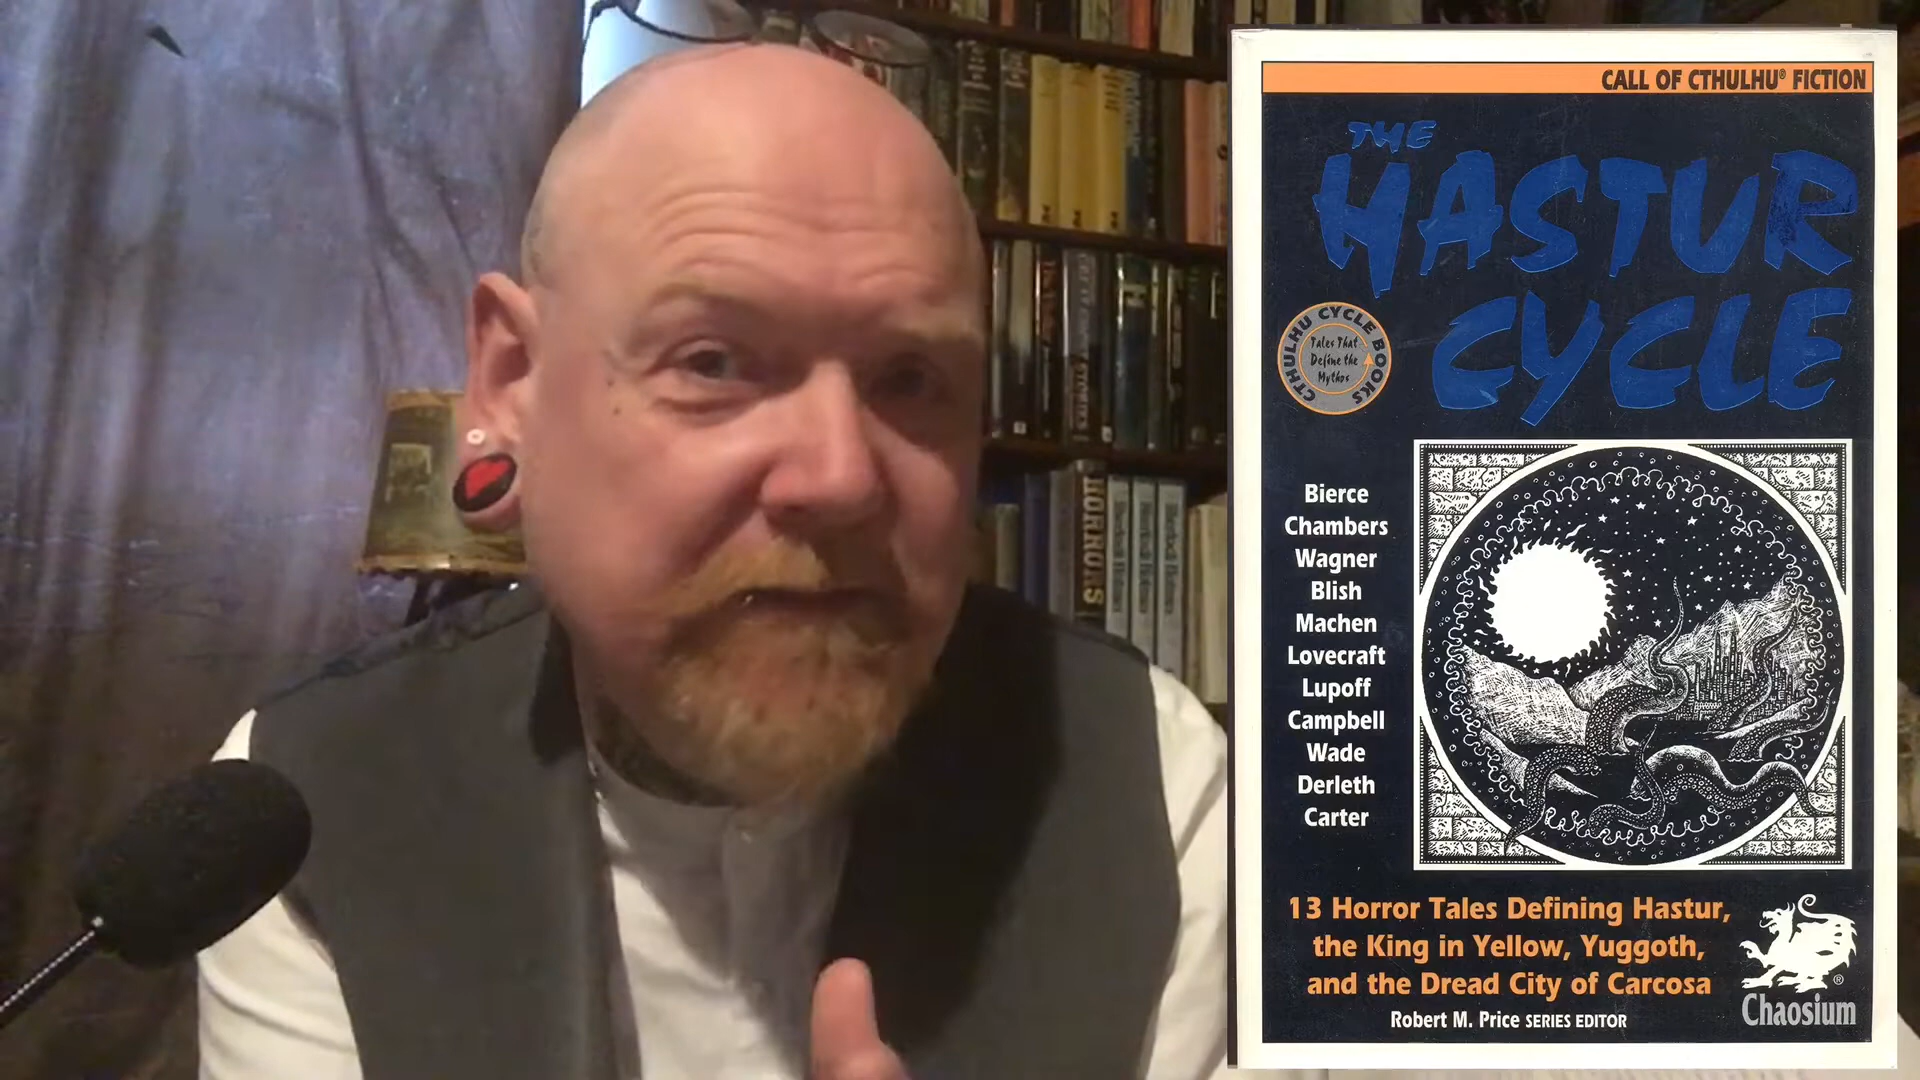 CALL OF CTHULHU® FICTION
THE
HASTUR
CYCLE
CTHULHU CYCLE BOOKS
Tales That
Define the
Mythos
Bierce
Chambers
Wagner
Blish
Machen
Lovecraft
Lupoff
Campbell
Wade
Derleth
Carter
13 Horror Tales Defining Hastur,
the King in Yellow, Yuggoth,
and the Dread City of Carcosa
Robert M. Price SERIES EDITOR
®
Chaosium
HORRORS